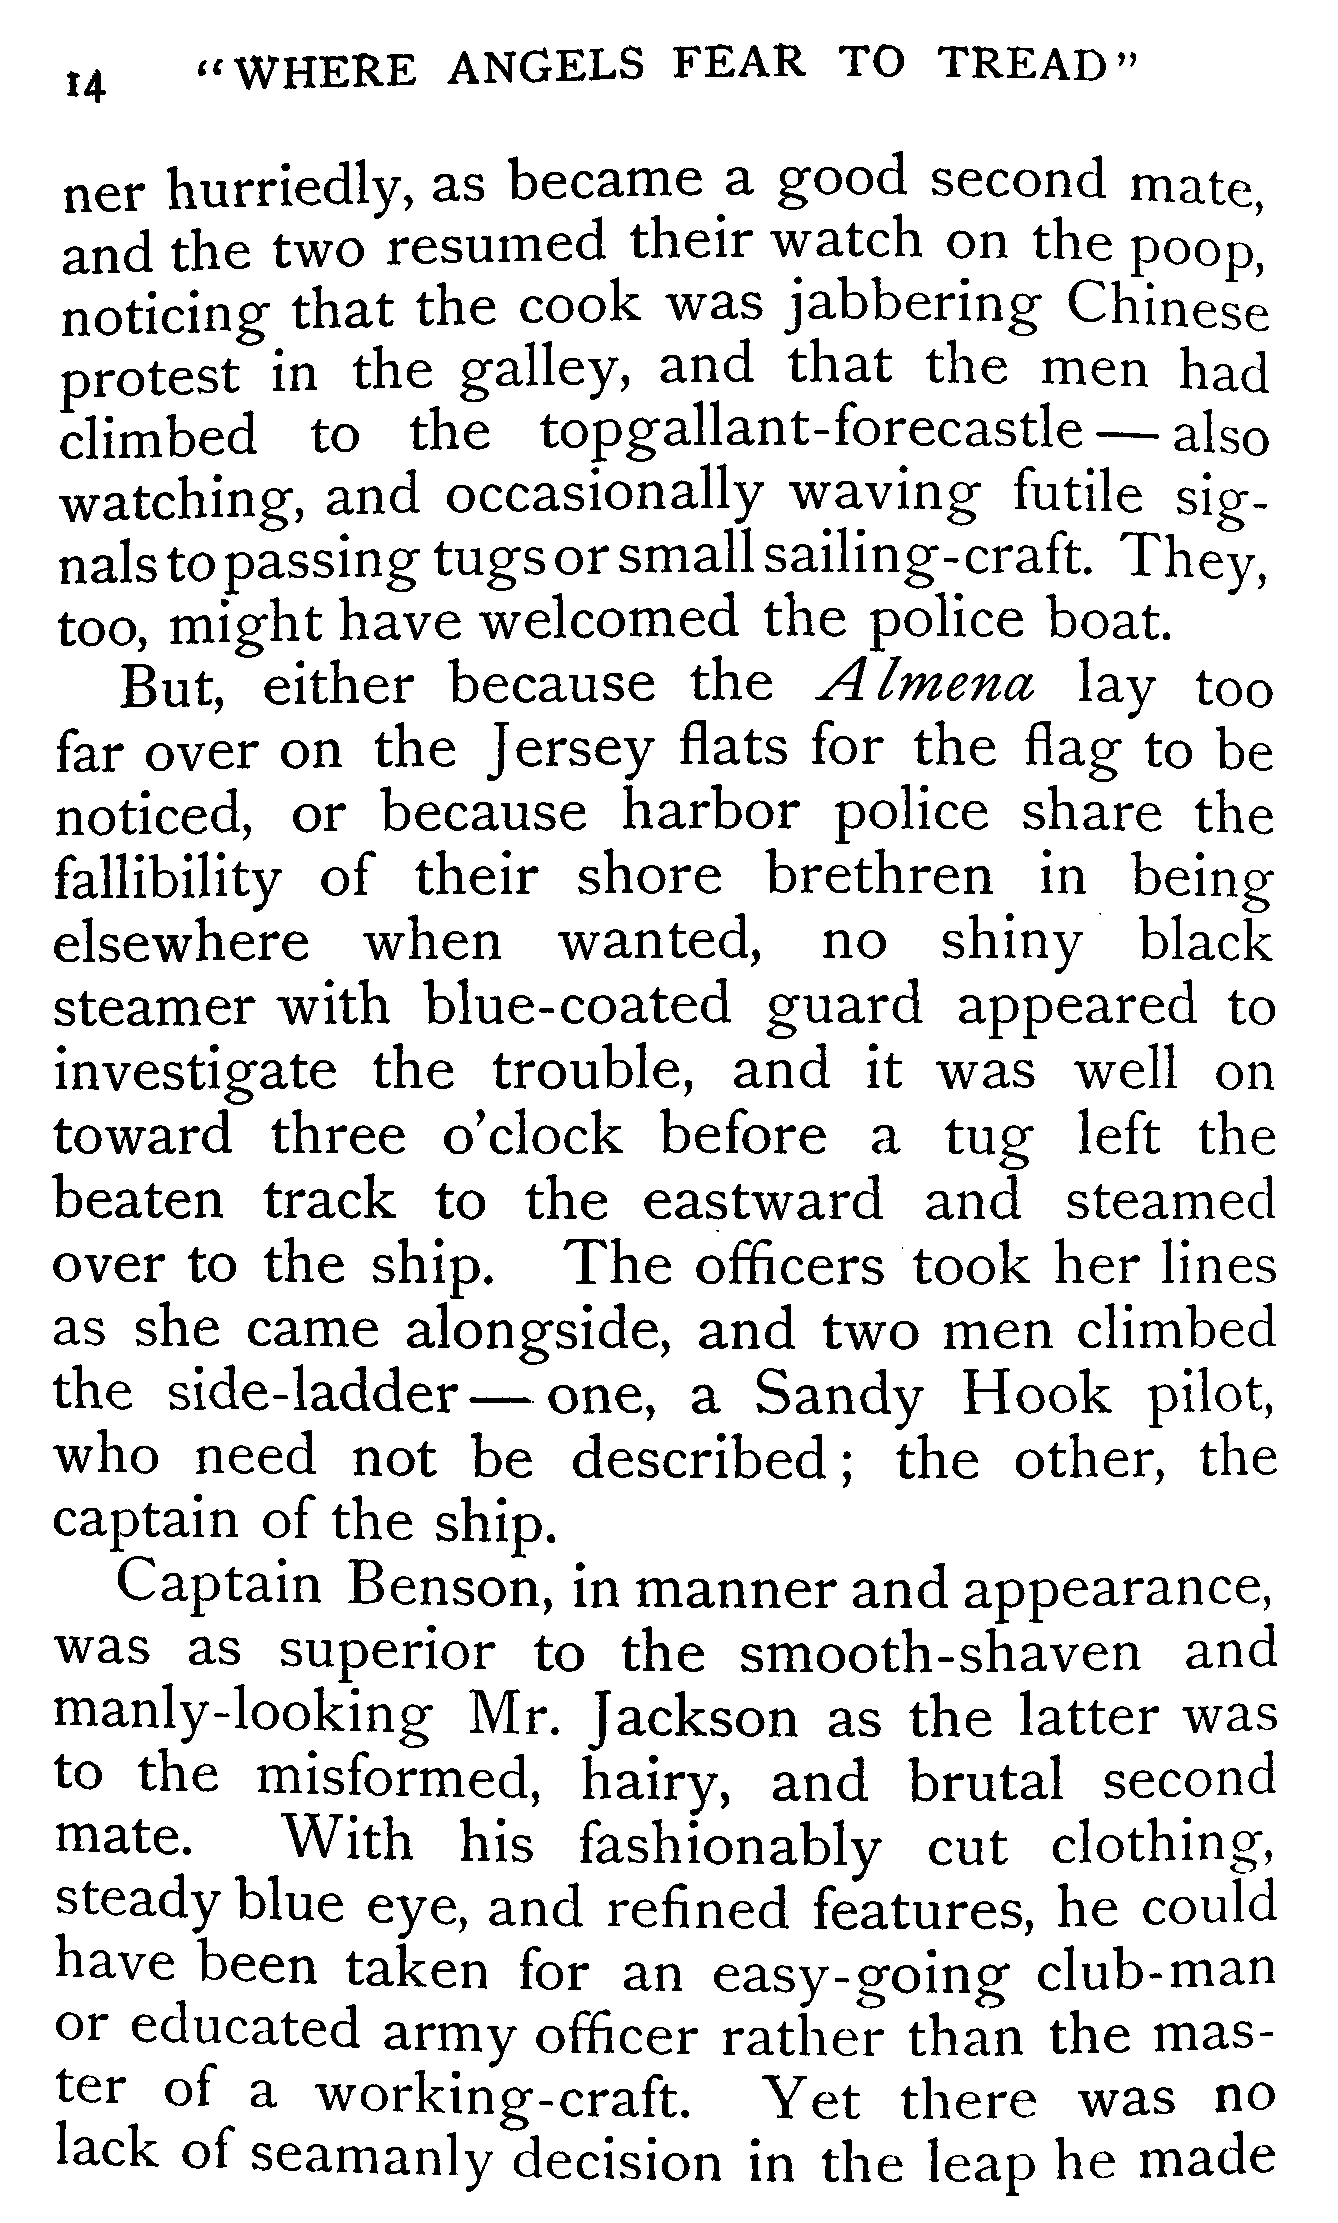 14 "WHERE ANGELS FEAR TO TREAD"
ner hurriedly, as became a good second mate,
and the two resumed their watch on the poop,
noticing that the cook was jabbering Chinese
protest in the galley, and that the men had
climbed to the topgallant-forecastle—also
watching, and occasionally waving futile sig-
nals to passing tugs or small sailing-craft. They,
too, might have welcomed the police boat.
But, either because the Almena lay too
far over on the Jersey flats for the flag to be
noticed, or because harbor police share the
fallibility of their shore brethren in being
elsewhere when wanted, no shiny black
steamer with blue-coated guard appeared to
investigate the trouble, and it was well on
toward three o'clock before a tug left the
beaten track to the eastward and steamed
over to the ship. The officers took her lines
as she came alongside, and two men climbed
the side-ladder—one, a Sandy Hook pilot,
who need not be described; the other, the
captain of the ship.
Captain Benson, in manner and appearance,
was as superior to the smooth-shaven and
manly-looking Mr. Jackson as the latter was
to the misformed, hairy, and brutal second
mate. With his fashionably cut clothing,
steady blue eye, and refined features, he could
have been taken for an easy-going club-man
or educated army officer rather than the mas-
ter of a working-craft. Yet there was no
lack of seamanly decision in the leap he made